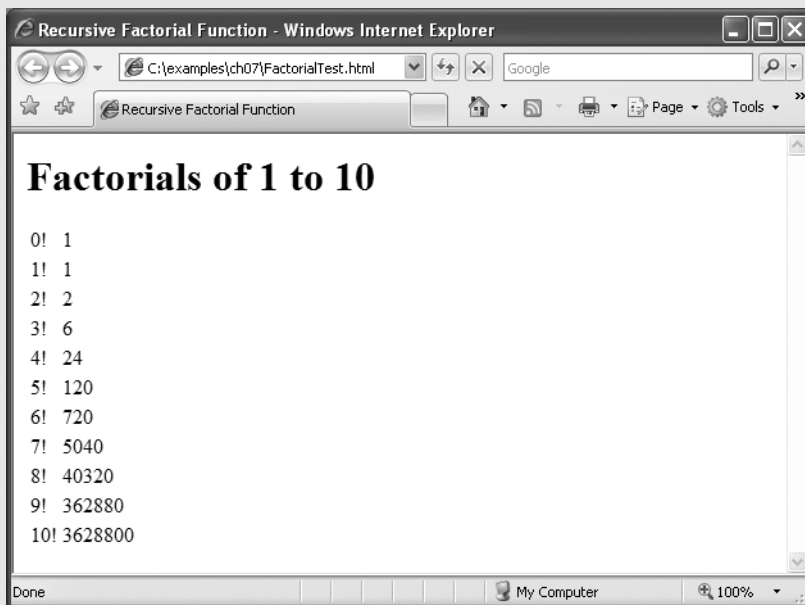 Recursive Factorial Function - Windows Internet Explorer
C:\examples\ch07\FactorialTest.html
Google
Recursive Factorial Function
Page
Tools
»
Factorials of 1 to 10
0! 1
1! 1
2! 2
3! 6
4! 24
5! 120
6! 720
7! 5040
8! 40320
9! 362880
10! 3628800
Done
My Computer
100%